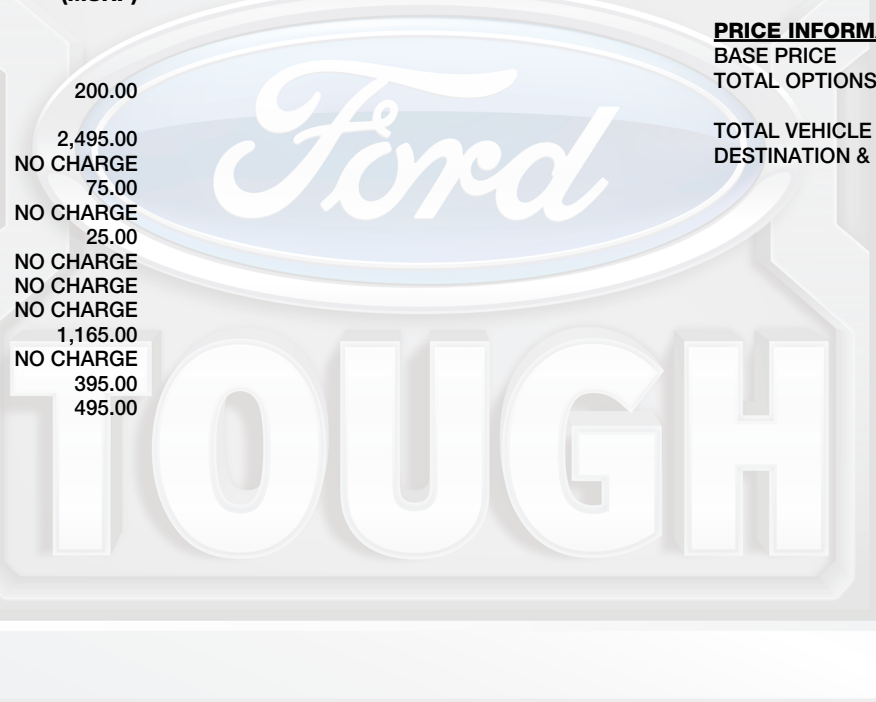 (MSRP)
200.00
2,495.00
NO CHARGE
75.00
NO CHARGE
25.00
NO CHARGE
NO CHARGE
NO CHARGE
1,165.00
NO CHARGE
395.00
495.00
PRICE INFORMA
BASE PRICE
TOTAL OPTIONS
TOTAL VEHICLE
DESTINATION &
Ford
TOUGH